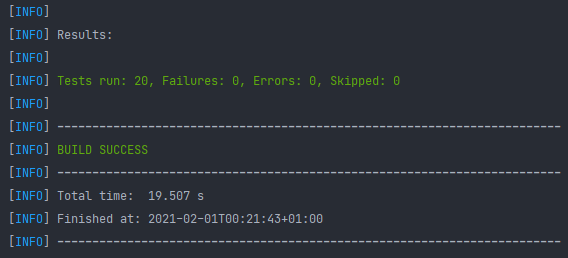 [INFO]
[INFO] Results:
[INFO]
[INFO] Tests run: 20, Failures: 0, Errors: 0, Skipped: 0
[INFO]
[INFO] ------------------------------------------------------------------------
[INFO] BUILD SUCCESS
[INFO] ------------------------------------------------------------------------
[INFO] Total time:  19.507 s
[INFO] Finished at: 2021-02-01T00:21:43+01:00
[INFO] ------------------------------------------------------------------------